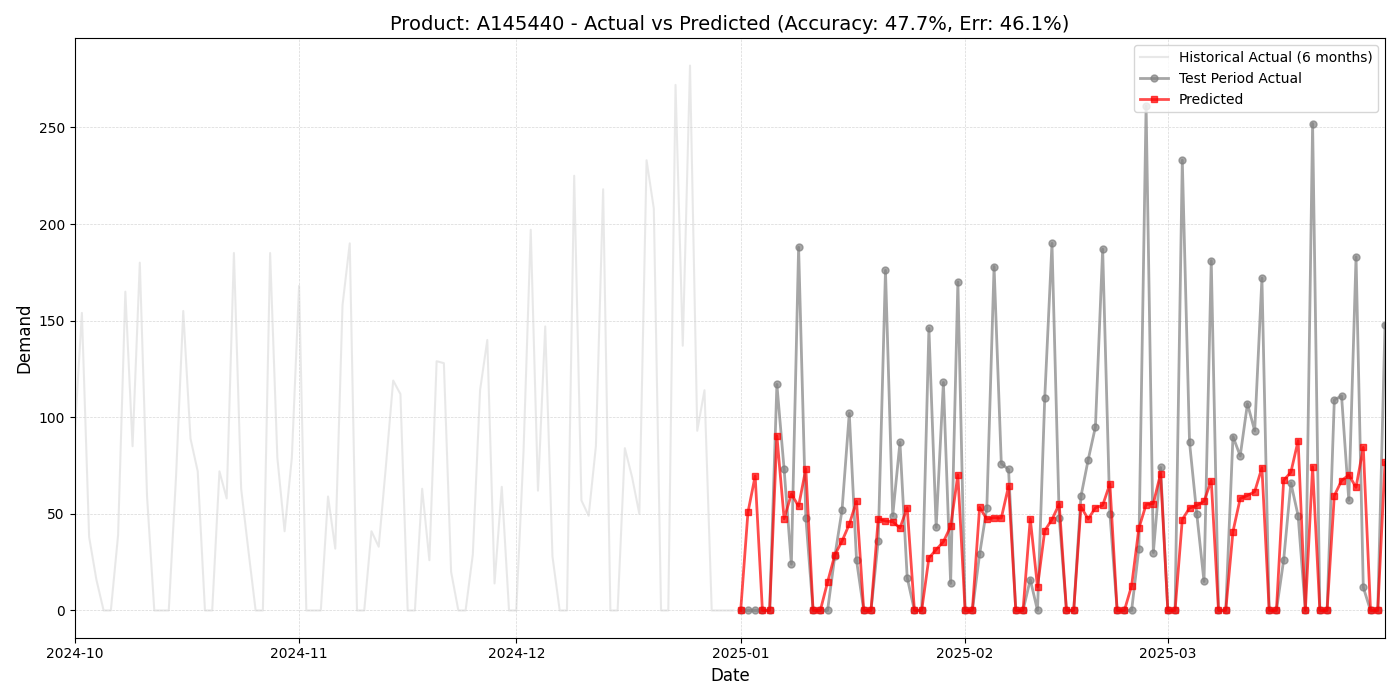 Product: A145440 - Actual vs Predicted (Accuracy: 47.7%, Err: 46.1%)
Historical Actual (6 months)
Test Period Actual
Predicted
250
200
150
100
50
0
Demand
2024-10
2024-11
2024-12
2025-01
2025-02
2025-03
Date